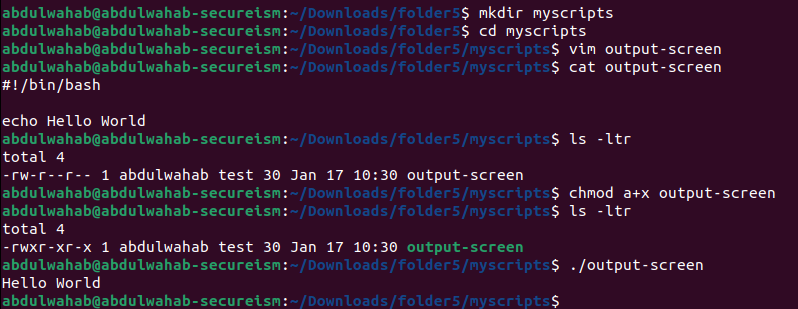 abdulwahab@abdulwahab-secureism:~/Downloads/folder5$ mkdir myscripts
abdulwahab@abdulwahab-secureism:~/Downloads/folder5$ cd myscripts
abdulwahab@abdulwahab-secureism:~/Downloads/folder5/myscripts$ vim output-screen
abdulwahab@abdulwahab-secureism:~/Downloads/folder5/myscripts$ cat output-screen
#!/bin/bash
echo Hello World
abdulwahab@abdulwahab-secureism:~/Downloads/folder5/myscripts$ ls -ltr
total 4
-rw-r--r-- 1 abdulwahab test 30 Jan 17 10:30 output-screen
abdulwahab@abdulwahab-secureism:~/Downloads/folder5/myscripts$ chmod a+x output-screen
abdulwahab@abdulwahab-secureism:~/Downloads/folder5/myscripts$ ls -ltr
total 4
-rwxr-xr-x 1 abdulwahab test 30 Jan 17 10:30 output-screen
abdulwahab@abdulwahab-secureism:~/Downloads/folder5/myscripts$ ./output-screen
Hello World
abdulwahab@abdulwahab-secureism:~/Downloads/folder5/myscripts$